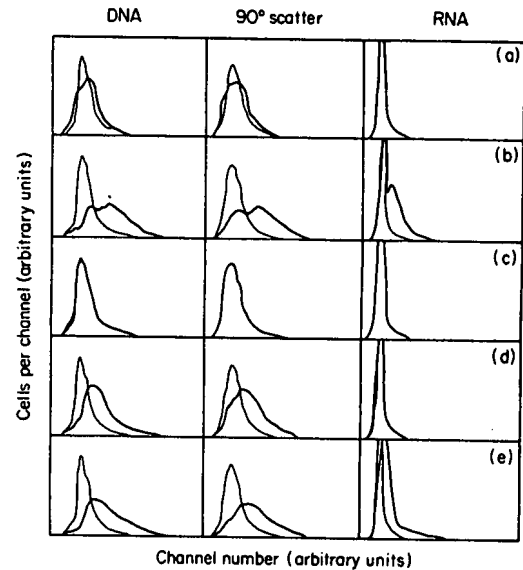 DNA 90° scatter RNA
(a)
(b)
(c)
(d)
(e)
Cells per channel (arbitrary units)
Channel number (arbitrary units)